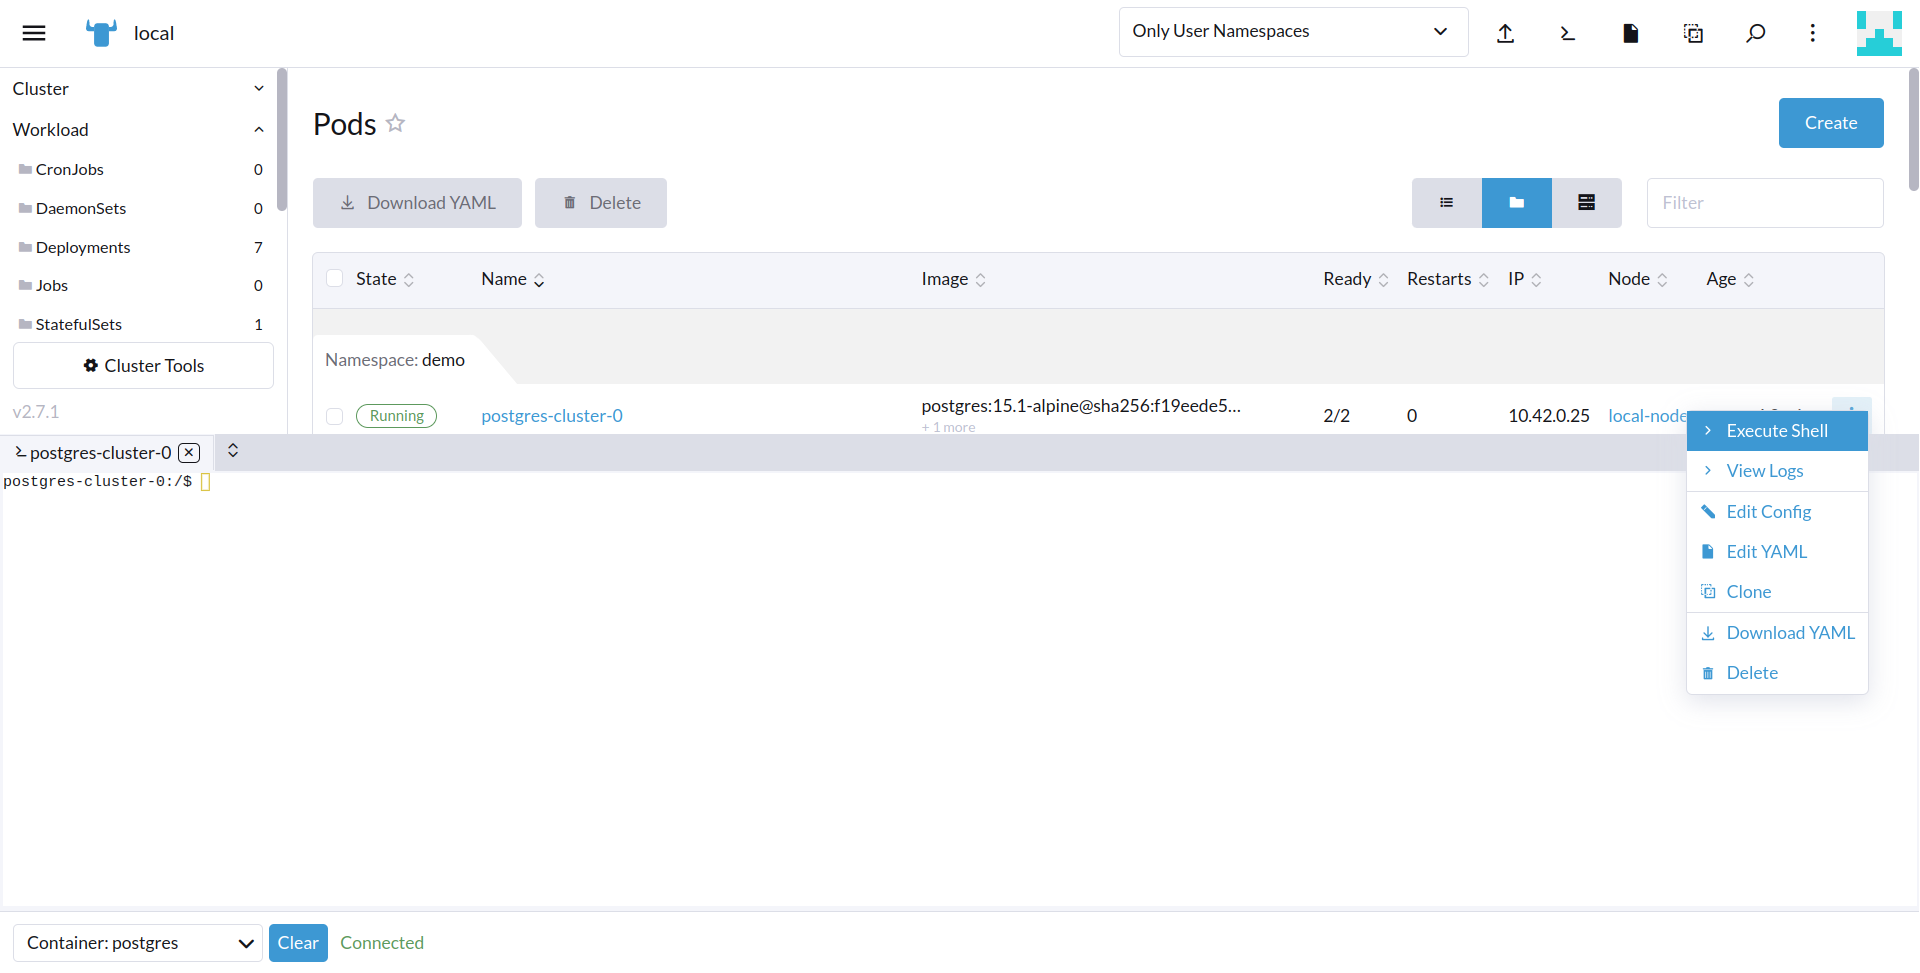 local
Only User Namespaces
Cluster
Workload
CronJobs 0
DaemonSets 0
Deployments 7
Jobs 0
StatefulSets 1
Cluster Tools
v2.7.1
Pods
Create
Download YAML
Delete
Filter
State Name Image Ready Restarts IP Node Age
Namespace: demo
Running postgres-cluster-0 postgres:15.1-alpine@sha256:f19eede5... 2/2 0 10.42.0.25 local-node
+ 1 more
postgres-cluster-0
postgres-cluster-0:/$
Execute Shell
View Logs
Edit Config
Edit YAML
Clone
Download YAML
Delete
Container: postgres
Clear
Connected